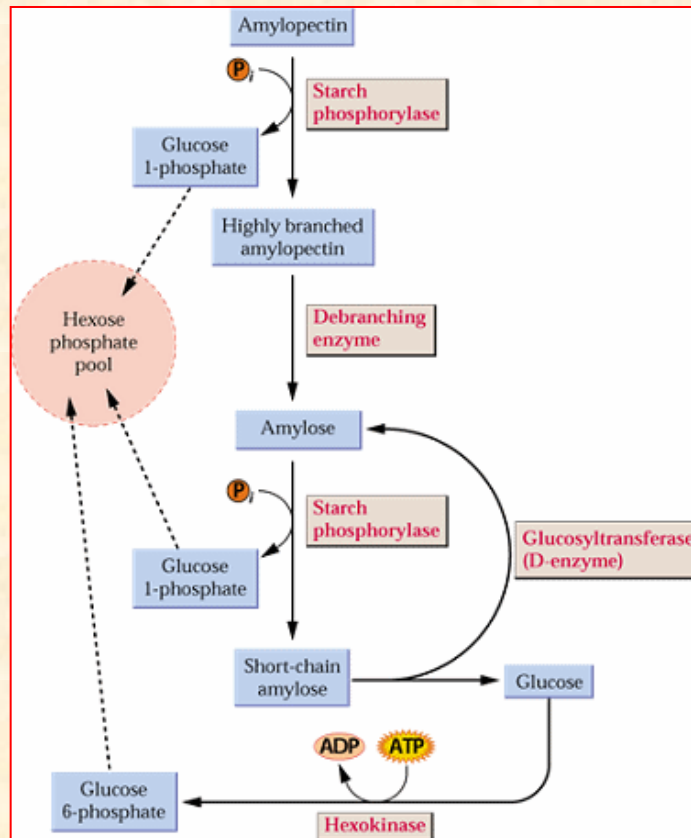 Amylopectin
Pi
Starch
phosphorylase
Glucose
1-phosphate
Highly branched
amylopectin
Hexose
phosphate
pool
Debranching
enzyme
Amylose
Pi
Starch
phosphorylase
Glucosyltransferase
(D-enzyme)
Glucose
1-phosphate
Short-chain
amylose
Glucose
ADP
ATP
Glucose
6-phosphate
Hexokinase